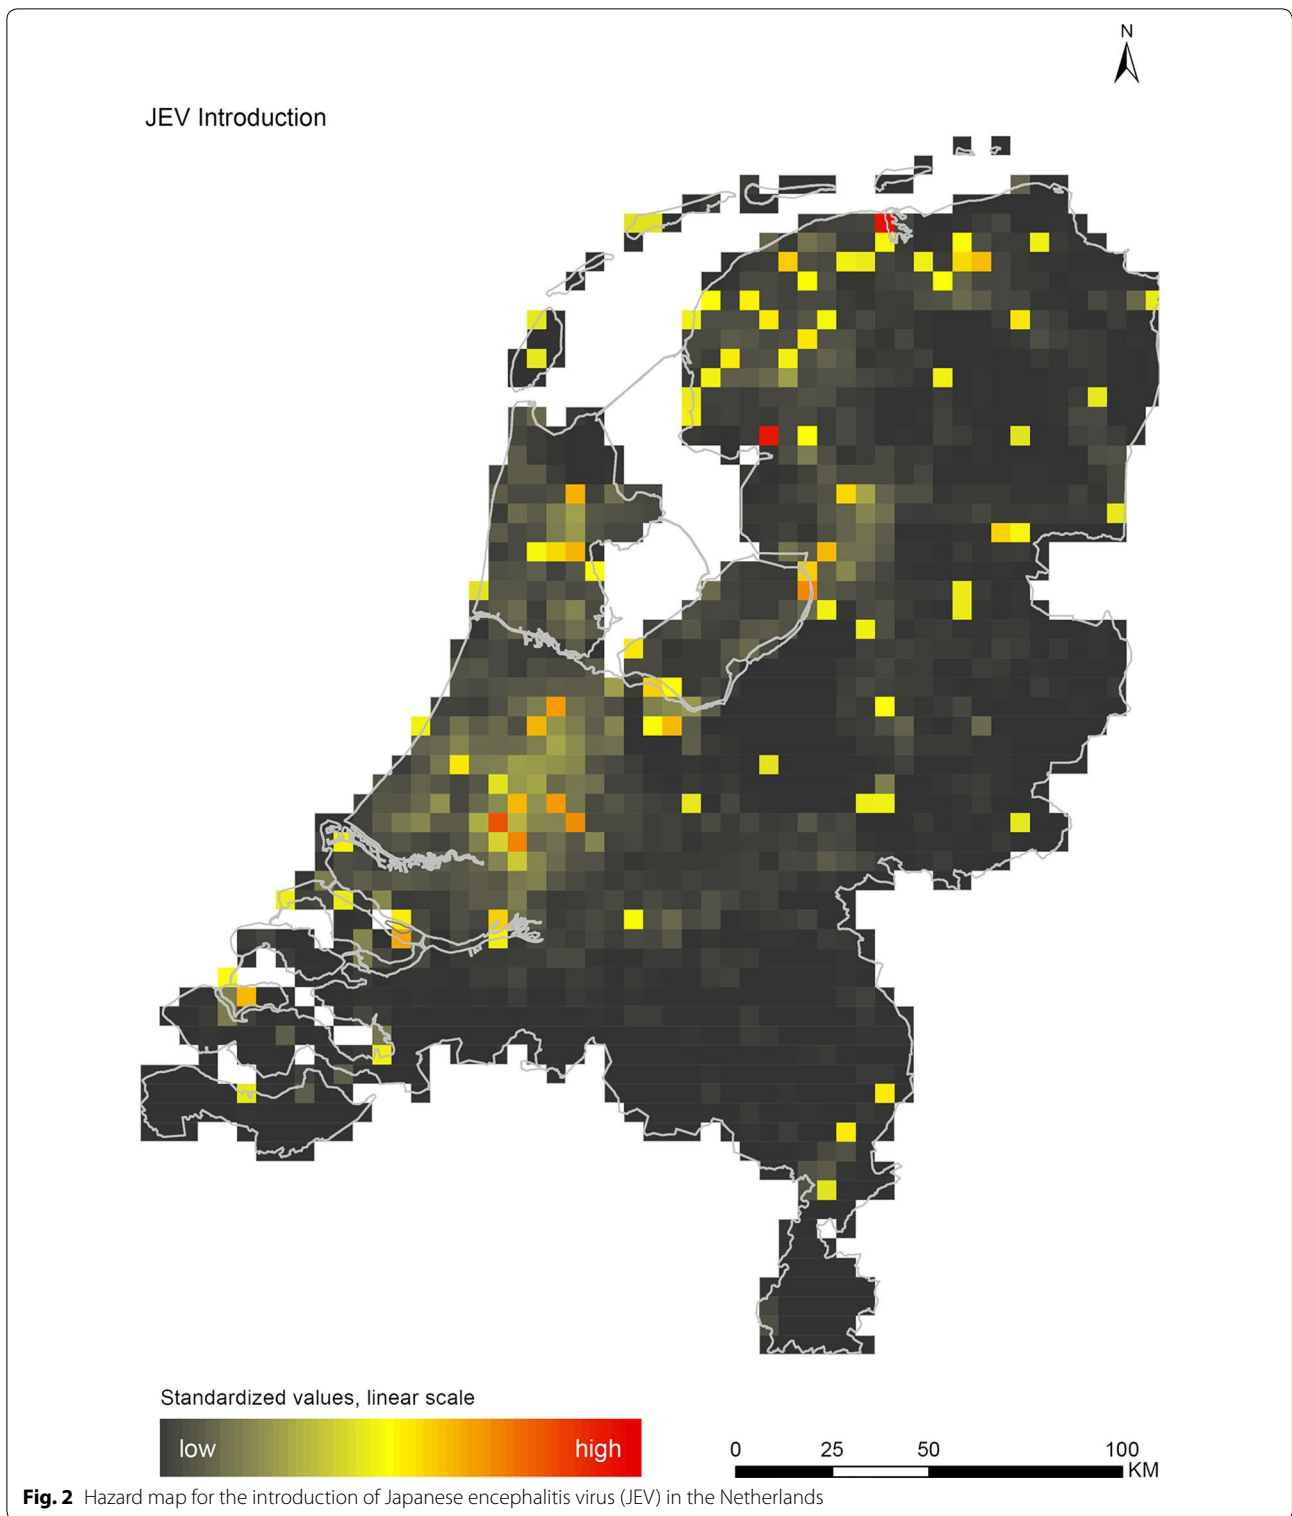 N
JEV Introduction
Standardized values, linear scale
low high
0 25 50 100
KM
Fig. 2 Hazard map for the introduction of Japanese encephalitis virus (JEV) in the Netherlands